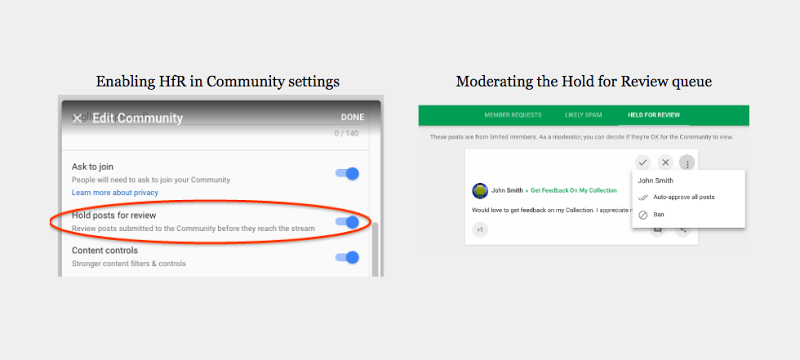 Enabling HfR in Community settings
Edit Community
DONE
0 / 140
Ask to join
People will need to ask to join your Community
Learn more about privacy
Hold posts for review
Review posts submitted to the Community before they reach the stream
Content controls
Stronger content filters & controls
Moderating the Hold for Review queue
MEMBER REQUESTS LIKELY SPAM HELD FOR REVIEW
These posts are from limited members. As a moderator, you can decide if they're OK for the Community to view.
John Smith
John Smith ▸ Get Feedback On My Collection
Auto-approve all posts
Would love to get feedback on my Collection. I appreciate
Ban
+1